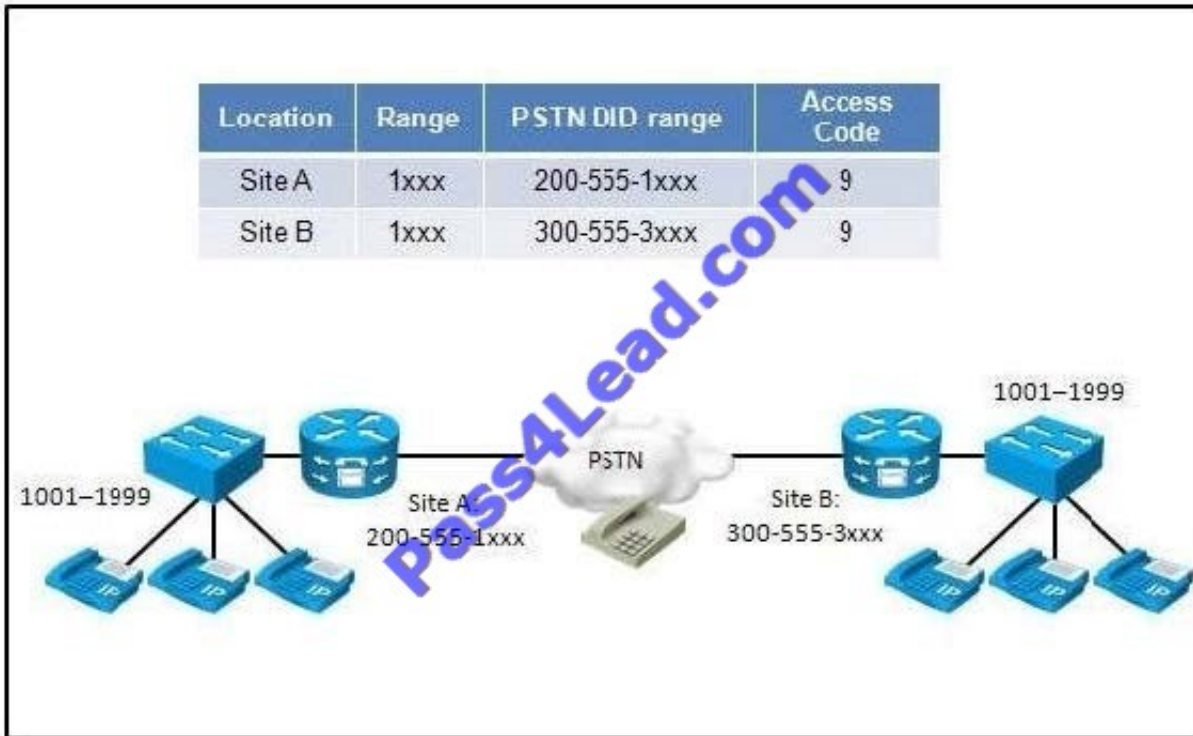 Location Range PSTN DID range Access Code
Site A 1xxx 200-555-1xxx 9
Site B 1xxx 300-555-3xxx 9
Pass4Lead.com
1001–1999
Site A:
200-555-1xxx
PSTN
Site B:
300-555-3xxx
1001–1999
IP
IP
IP
IP
IP
IP